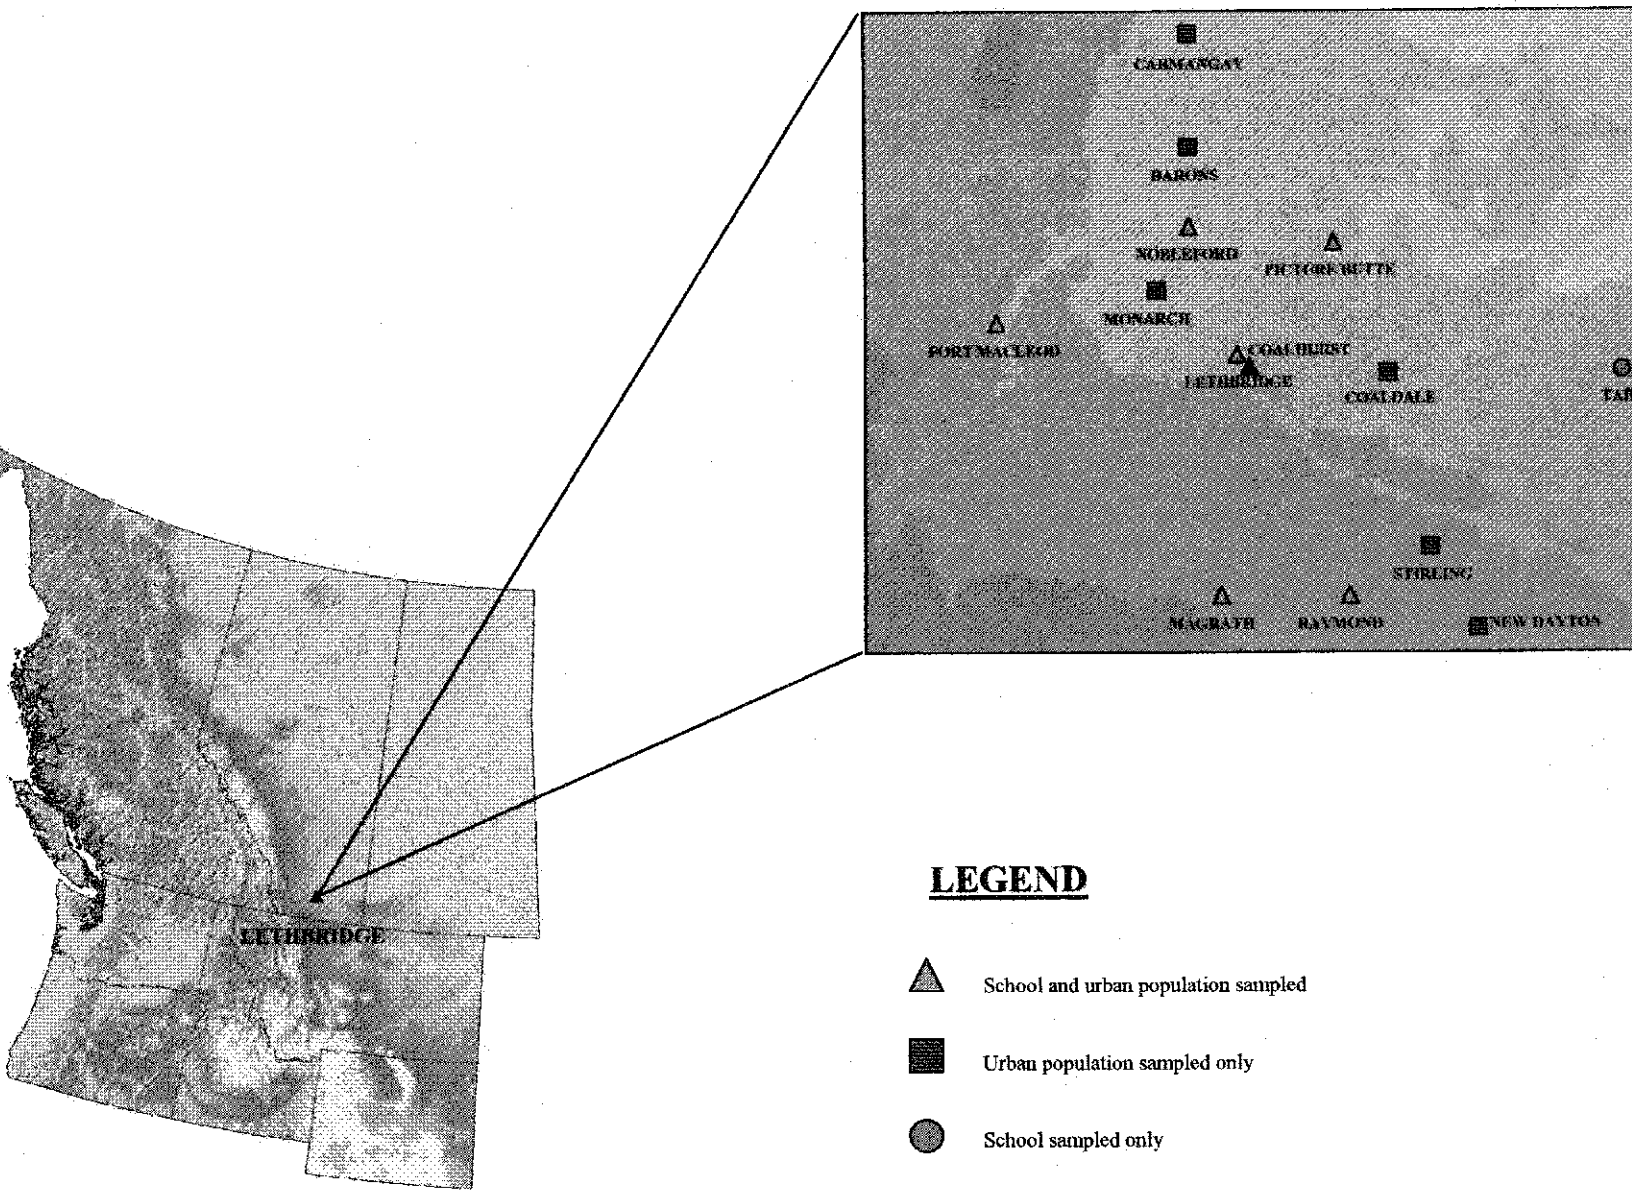 CARMANGAY
BARONS
NOBLEFORD
PICTURE BUTTE
MONARCH
FORT MACLEOD
COALHURST
LETHBRIDGE
COALDALE
TAB
STIRLING
MAGRATH
RAYMOND
NEW DAYTON
LETHBRIDGE
LEGEND
School and urban population sampled
Urban population sampled only
School sampled only